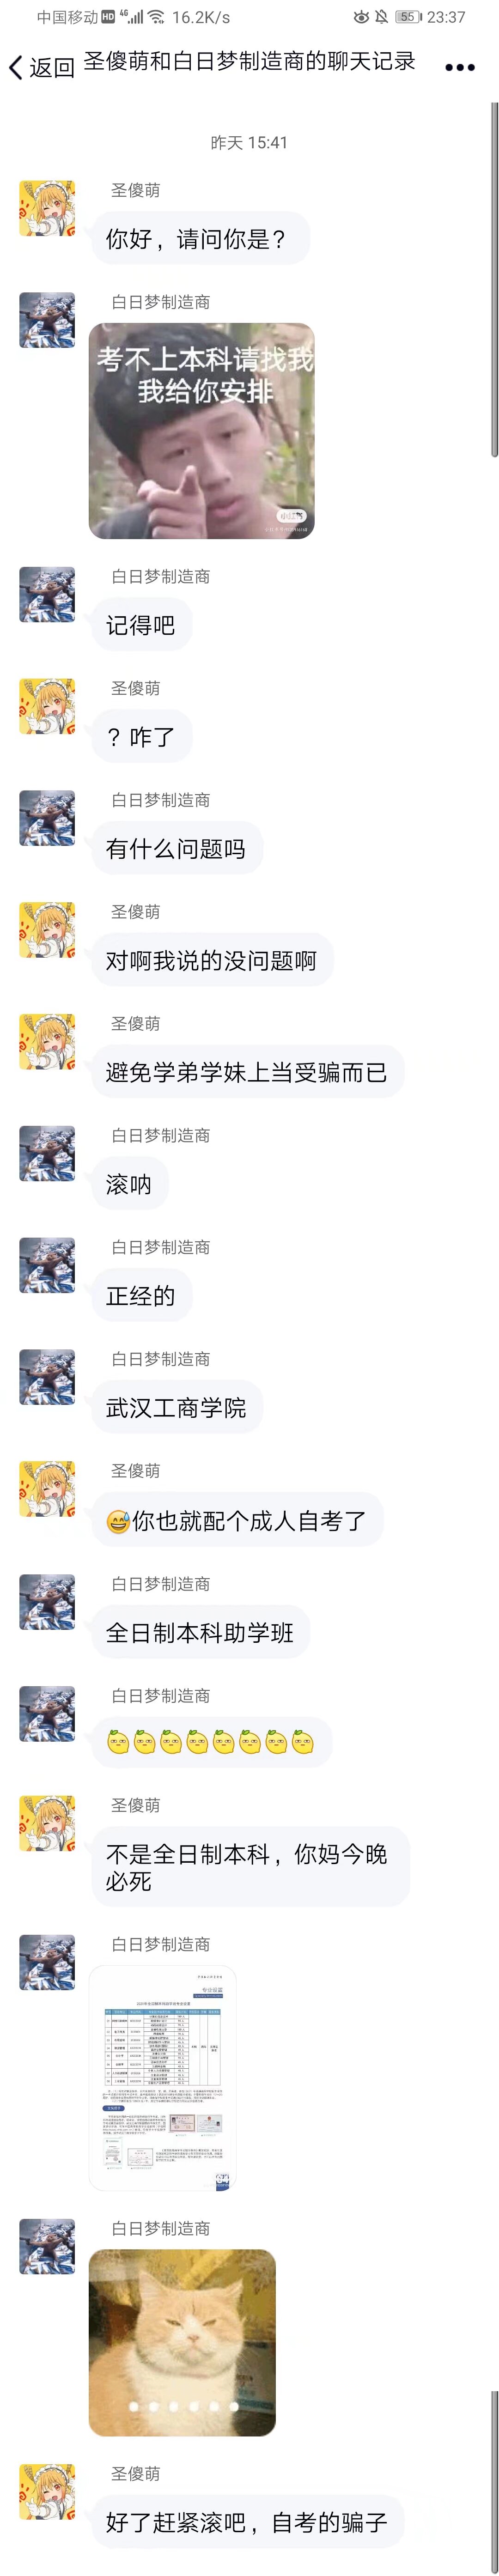 中国移动 HD 4G 16.2K/s 55 23:37
返回 圣傻萌和白日梦制造商的聊天记录
昨天 15:41
圣傻萌
你好，请问你是？
白日梦制造商
考不上本科请找我
我给你安排
小红书
白日梦制造商
记得吧
圣傻萌
？咋了
白日梦制造商
有什么问题吗
圣傻萌
对啊我说的没问题啊
圣傻萌
避免学弟学妹上当受骗而已
白日梦制造商
滚呐
白日梦制造商
正经的
白日梦制造商
武汉工商学院
圣傻萌
😅你也就配个成人自考了
白日梦制造商
全日制本科助学班
白日梦制造商
圣傻萌
不是全日制本科，你妈今晚
必死
白日梦制造商
专业设置
白日梦制造商
圣傻萌
好了赶紧滚吧，自考的骗子